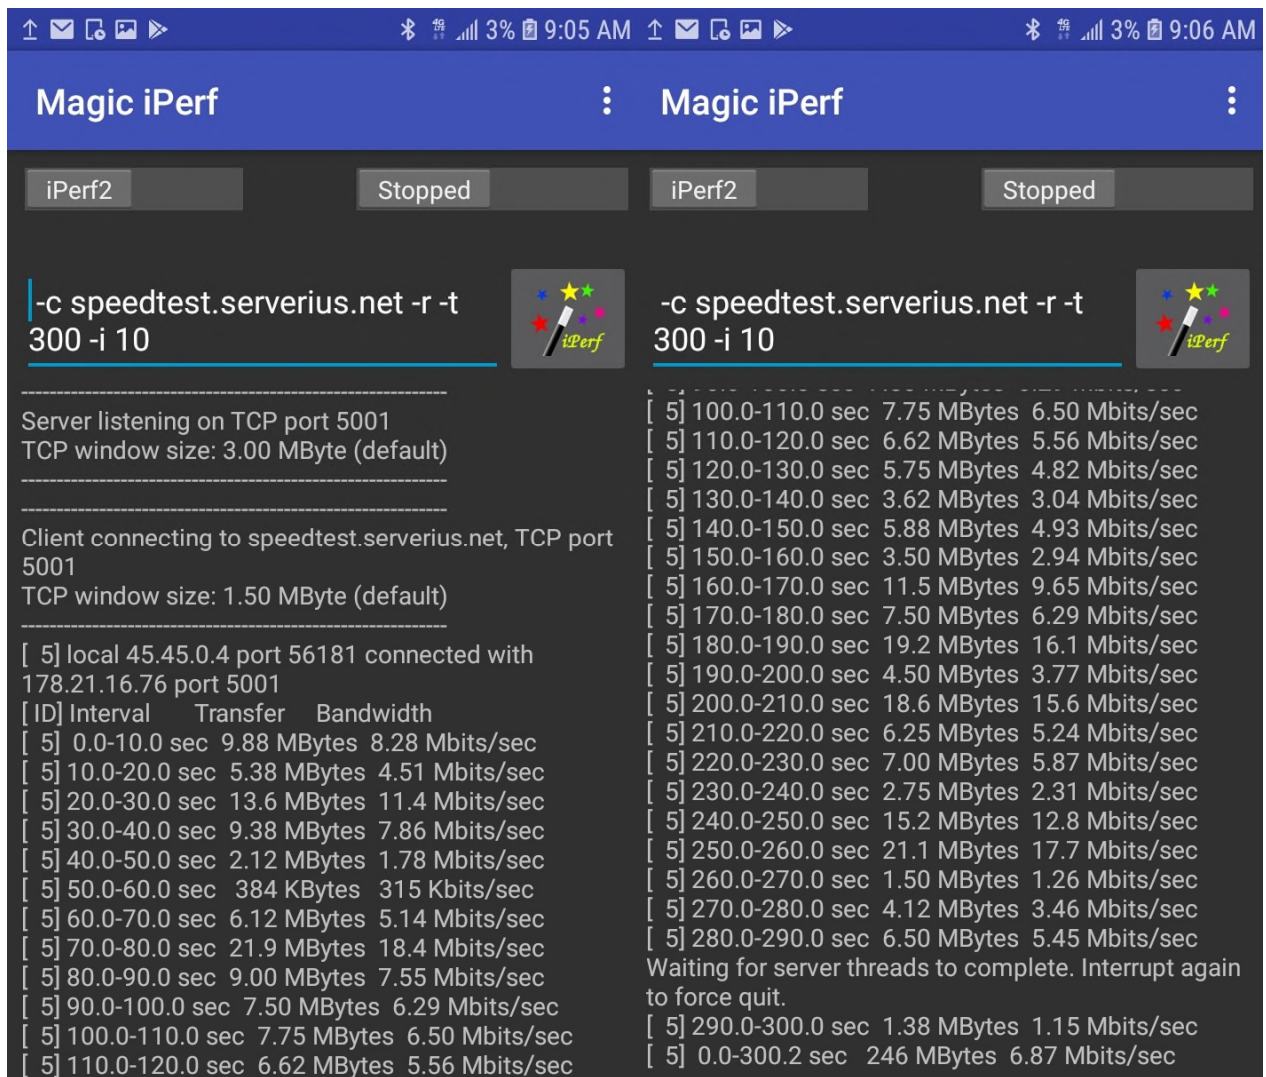 3% 9:05 AM
Magic iPerf
iPerf2
Stopped
-c speedtest.serverius.net -r -t
300 -i 10
iPerf
------------------------------------------------------------
Server listening on TCP port 5001
TCP window size: 3.00 MByte (default)
------------------------------------------------------------
------------------------------------------------------------
Client connecting to speedtest.serverius.net, TCP port
5001
TCP window size: 1.50 MByte (default)
------------------------------------------------------------
[ 5] local 45.45.0.4 port 56181 connected with
178.21.16.76 port 5001
[ ID] Interval Transfer Bandwidth
[ 5] 0.0-10.0 sec 9.88 MBytes 8.28 Mbits/sec
[ 5] 10.0-20.0 sec 5.38 MBytes 4.51 Mbits/sec
[ 5] 20.0-30.0 sec 13.6 MBytes 11.4 Mbits/sec
[ 5] 30.0-40.0 sec 9.38 MBytes 7.86 Mbits/sec
[ 5] 40.0-50.0 sec 2.12 MBytes 1.78 Mbits/sec
[ 5] 50.0-60.0 sec 384 KBytes 315 Kbits/sec
[ 5] 60.0-70.0 sec 6.12 MBytes 5.14 Mbits/sec
[ 5] 70.0-80.0 sec 21.9 MBytes 18.4 Mbits/sec
[ 5] 80.0-90.0 sec 9.00 MBytes 7.55 Mbits/sec
[ 5] 90.0-100.0 sec 7.50 MBytes 6.29 Mbits/sec
[ 5] 100.0-110.0 sec 7.75 MBytes 6.50 Mbits/sec
[ 5] 110.0-120.0 sec 6.62 MBytes 5.56 Mbits/sec
3% 9:06 AM
Magic iPerf
iPerf2
Stopped
-c speedtest.serverius.net -r -t
300 -i 10
iPerf
[ 5] 100.0-110.0 sec 7.75 MBytes 6.50 Mbits/sec
[ 5] 110.0-120.0 sec 6.62 MBytes 5.56 Mbits/sec
[ 5] 120.0-130.0 sec 5.75 MBytes 4.82 Mbits/sec
[ 5] 130.0-140.0 sec 3.62 MBytes 3.04 Mbits/sec
[ 5] 140.0-150.0 sec 5.88 MBytes 4.93 Mbits/sec
[ 5] 150.0-160.0 sec 3.50 MBytes 2.94 Mbits/sec
[ 5] 160.0-170.0 sec 11.5 MBytes 9.65 Mbits/sec
[ 5] 170.0-180.0 sec 7.50 MBytes 6.29 Mbits/sec
[ 5] 180.0-190.0 sec 19.2 MBytes 16.1 Mbits/sec
[ 5] 190.0-200.0 sec 4.50 MBytes 3.77 Mbits/sec
[ 5] 200.0-210.0 sec 18.6 MBytes 15.6 Mbits/sec
[ 5] 210.0-220.0 sec 6.25 MBytes 5.24 Mbits/sec
[ 5] 220.0-230.0 sec 7.00 MBytes 5.87 Mbits/sec
[ 5] 230.0-240.0 sec 2.75 MBytes 2.31 Mbits/sec
[ 5] 240.0-250.0 sec 15.2 MBytes 12.8 Mbits/sec
[ 5] 250.0-260.0 sec 21.1 MBytes 17.7 Mbits/sec
[ 5] 260.0-270.0 sec 1.50 MBytes 1.26 Mbits/sec
[ 5] 270.0-280.0 sec 4.12 MBytes 3.46 Mbits/sec
[ 5] 280.0-290.0 sec 6.50 MBytes 5.45 Mbits/sec
Waiting for server threads to complete. Interrupt again
to force quit.
[ 5] 290.0-300.0 sec 1.38 MBytes 1.15 Mbits/sec
[ 5] 0.0-300.2 sec 246 MBytes 6.87 Mbits/sec